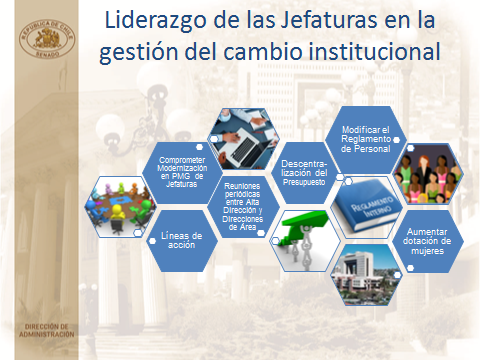 REPÚBLICA DE CHILE
SENADO
Liderazgo de las Jefaturas en la
gestión del cambio institucional
Comprometer
Modernización
en PMG de
Jefaturas
Líneas de
acción
Reuniones
periódicas
entre Alta
Dirección y
Direcciones
de Área
Descentra-
lización del
Presupuesto
Modificar el
Reglamento
de Personal
REGLAMENTO
INTERNO
Aumentar
dotación de
mujeres
DIRECCIÓN DE
ADMINISTRACIÓN